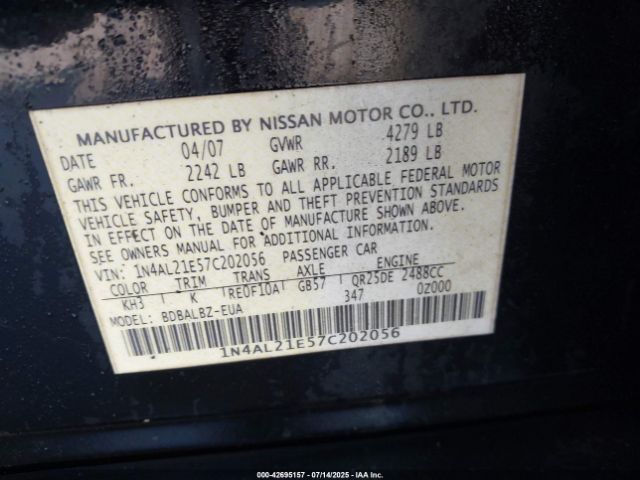 MANUFACTURED BY NISSAN MOTOR CO., LTD.
DATE 04/07 GVWR 4279 LB
GAWR FR. 2242 LB GAWR RR. 2189 LB
THIS VEHICLE CONFORMS TO ALL APPLICABLE FEDERAL MOTOR
VEHICLE SAFETY, BUMPER AND THEFT PREVENTION STANDARDS
IN EFFECT ON THE DATE OF MANUFACTURE SHOWN ABOVE.
SEE OWNERS MANUAL FOR ADDITIONAL INFORMATION.
VIN: 1N4AL21E57C202056 PASSENGER CAR
COLOR TRIM TRANS AXLE ENGINE
KH3 K RE0F10A GB57 QR25DE 2488CC
347 0Z000
MODEL: BDBALBZ-EUA
1N4AL21E57C202056
000-42695157 | 07/14/2025 | IAA Inc.